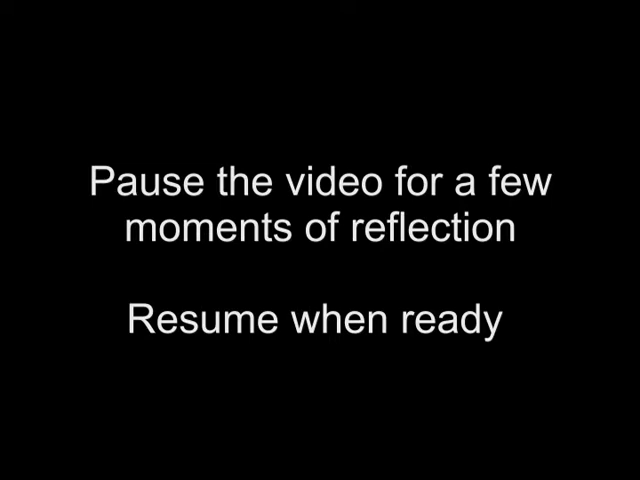 Pause the video for a few
moments of reflection
Resume when ready